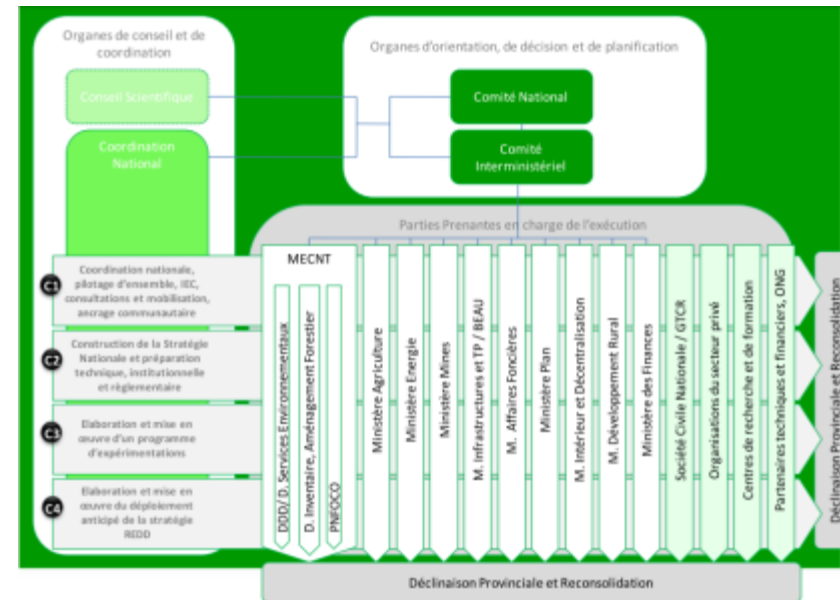 Organes de conseil et de
coordination
Conseil Scientifique
Coordination
National
Organes d'orientation, de décision et de planification
Comité National
Comité
Interministériel
Parties Prenantes en charge de l'exécution
C1
Coordination nationale,
pilotage d'ensemble, IEC,
consultations et mobilisation,
ancrage communautaire
C2
Construction de la Stratégie
Nationale et préparation
technique, institutionnelle
et règlementaire
C3
Elaboration et mise en
œuvre d'un programme
d'expérimentations
C4
Elaboration et mise en
œuvre du déploiement
anticipé de la stratégie
REDD
MECNT
DDD/ D. Services Environnementaux
D. Inventaire, Aménagement Forestier
PNFOCO
Ministère Agriculture
Ministère Energie
Ministère Mines
M. Infrastructures et TP / BEAU
M. Affaires Foncières
Ministère Plan
M. Intérieur et Décentralisation
M. Développement Rural
Ministère des Finances
Société Civile Nationale / GTCR
Organisations du secteur privé
Centres de recherche et de formation
Partenaires techniques et financiers, ONG
Déclinaison Provinciale et Reconsolidation
Déclinaison Provinciale et Reconsolidation